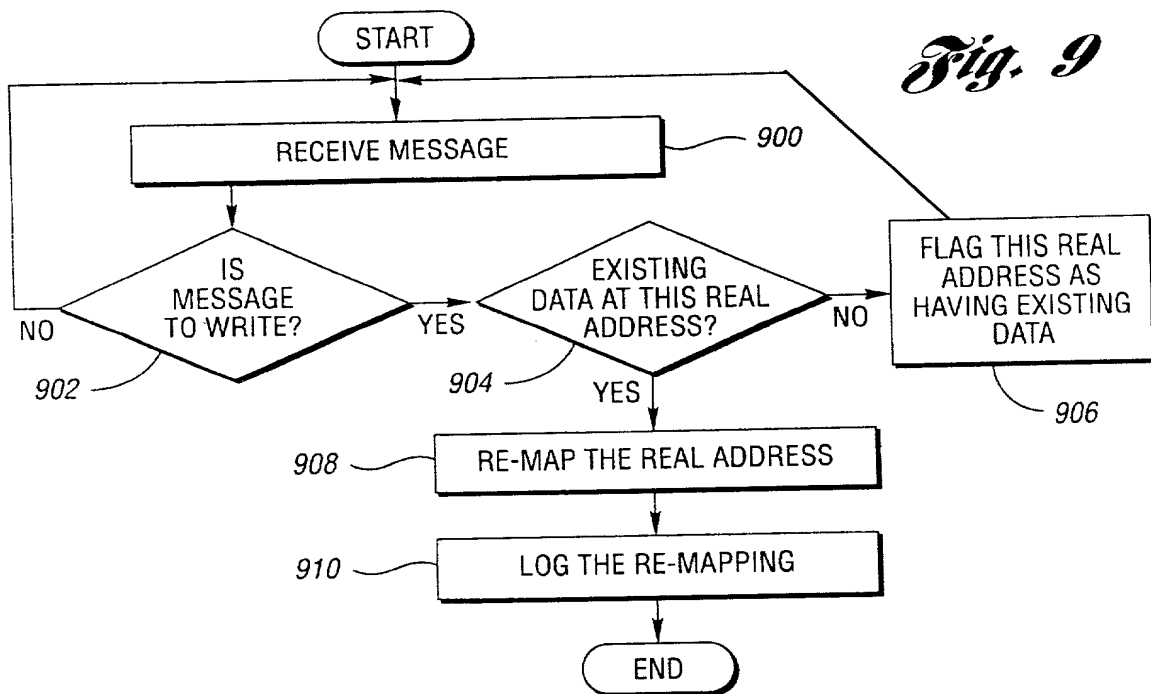 START
Fig. 9
RECEIVE MESSAGE
900
IS
MESSAGE
TO WRITE?
NO
YES
902
EXISTING
DATA AT THIS REAL
ADDRESS?
NO
YES
904
FLAG THIS REAL
ADDRESS AS
HAVING EXISTING
DATA
906
908
RE-MAP THE REAL ADDRESS
910
LOG THE RE-MAPPING
END